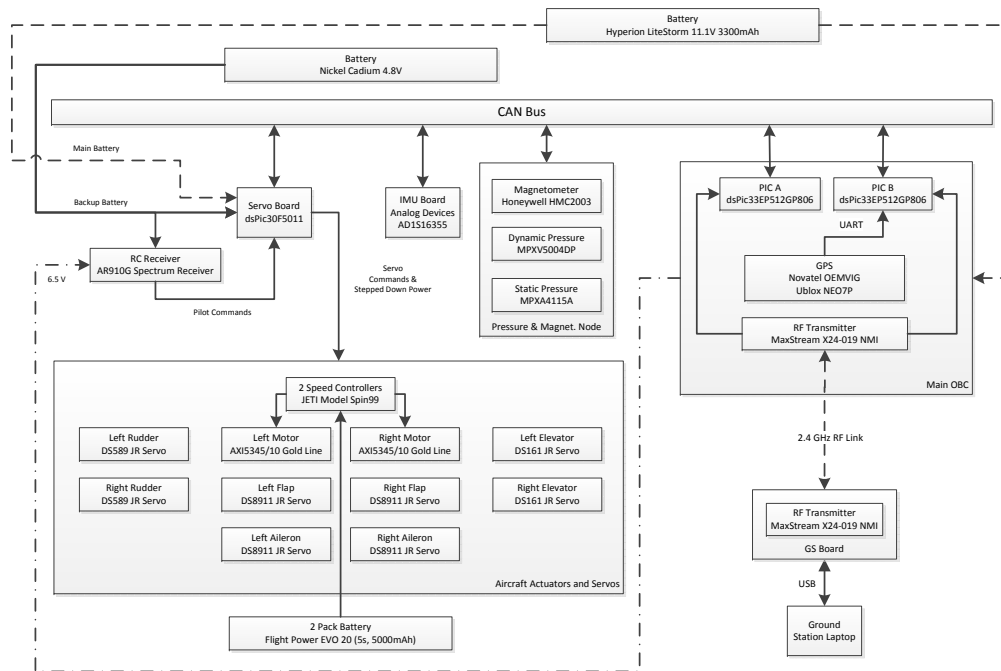 Battery
Hyperion LiteStorm 11.1V 3300mAh
Battery
Nickel Cadium 4.8V
CAN Bus
Main Battery
Backup Battery
Servo Board
dsPic30F5011
IMU Board
Analog Devices
AD1S16355
Magnetometer
Honeywell HMC2003
Dynamic Pressure
MPXV5004DP
Static Pressure
MPXA4115A
Pressure & Magnet. Node
PIC A
dsPic33EP512GP806
PIC B
dsPic33EP512GP806
UART
GPS
Novatel OEMVIG
Ublox NEO7P
RF Transmitter
MaxStream X24-019 NMI
Main OBC
6.5 V
RC Receiver
AR910G Spectrum Receiver
Pilot Commands
Servo
Commands &
Stepped Down Power
2 Speed Controllers
JETI Model Spin99
Left Rudder
DS589 JR Servo
Left Motor
AXI5345/10 Gold Line
Right Motor
AXI5345/10 Gold Line
Left Elevator
DS161 JR Servo
Right Rudder
DS589 JR Servo
Left Flap
DS8911 JR Servo
Right Flap
DS8911 JR Servo
Right Elevator
DS161 JR Servo
Left Aileron
DS8911 JR Servo
Right Aileron
DS8911 JR Servo
Aircraft Actuators and Servos
2 Pack Battery
Flight Power EVO 20 (5s, 5000mAh)
2.4 GHz RF Link
RF Transmitter
MaxStream X24-019 NMI
GS Board
USB
Ground
Station Laptop